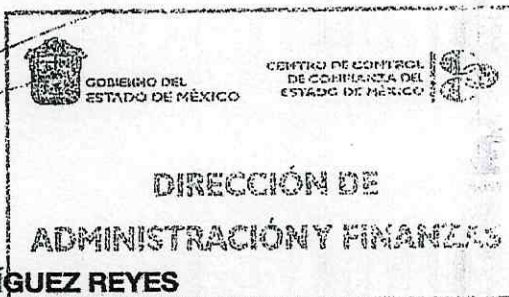 GOBIERNO DEL
ESTADO DE MÉXICO
CENTRO DE CONTROL
DE CONFIANZA DEL
ESTADO DE MÉXICO
DIRECCIÓN DE
ADMINISTRACIÓN Y FINANZAS
GUEZ REYES